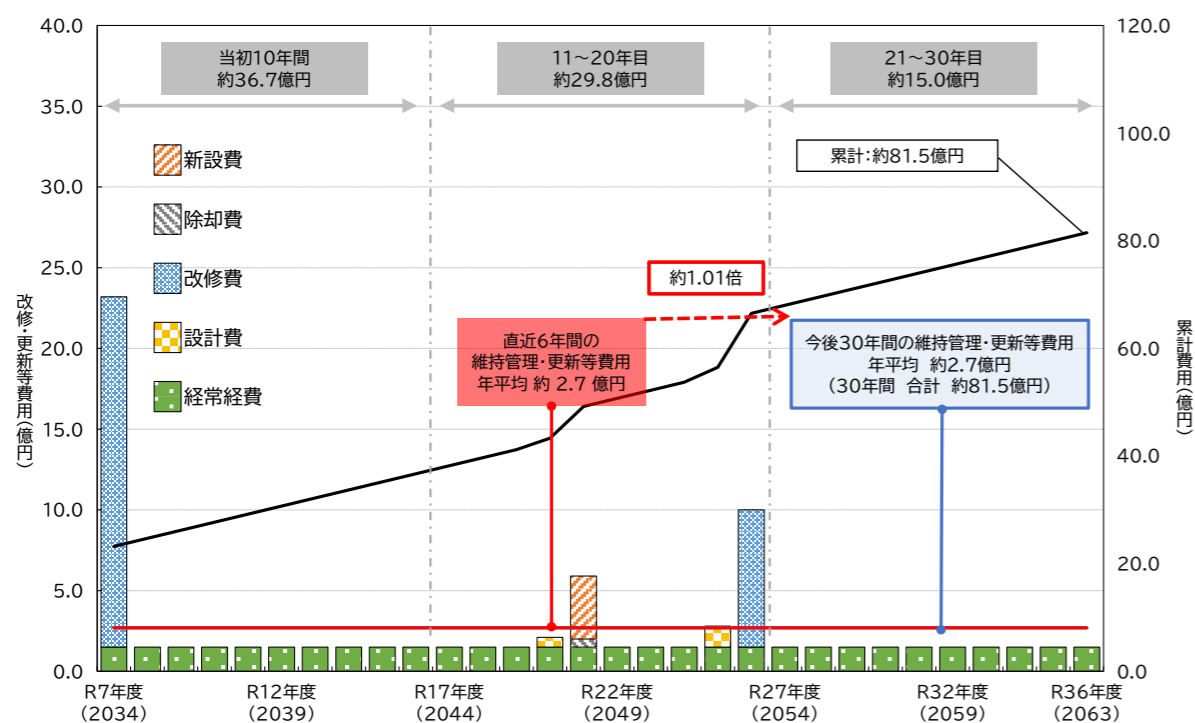 40.0
35.0
30.0
25.0
20.0
15.0
10.0
5.0
0.0
改修・更新等費用(億円)
120.0
100.0
80.0
60.0
40.0
20.0
0.0
累計費用(億円)
当初10年間
約36.7億円
11~20年目
約29.8億円
21~30年目
約15.0億円
新設費
除却費
改修費
設計費
経常経費
累計:約81.5億円
約1.01倍
直近6年間の
維持管理・更新等費用
年平均 約 2.7 億円
今後30年間の維持管理・更新等費用
年平均 約2.7億円
(30年間 合計 約81.5億円)
R7年度
(2034)
R12年度
(2039)
R17年度
(2044)
R22年度
(2049)
R27年度
(2054)
R32年度
(2059)
R36年度
(2063)